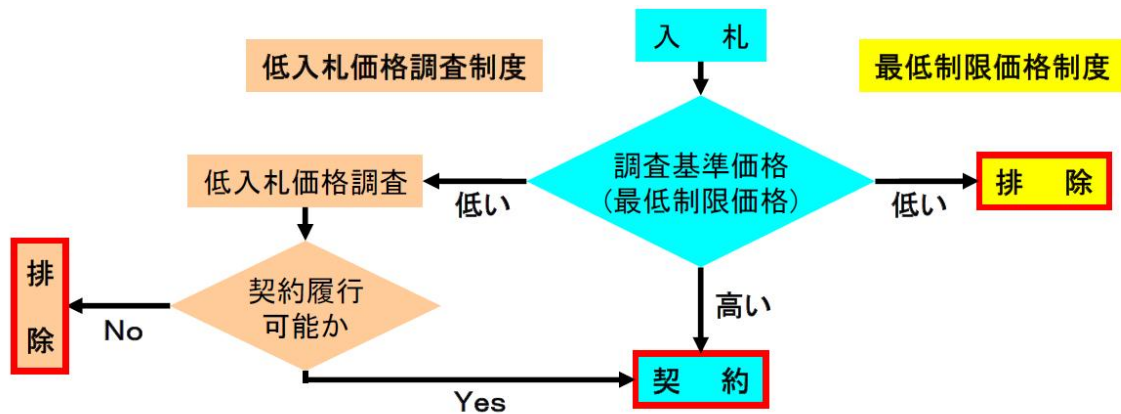 入 札
低入札価格調査制度
最低制限価格制度
調査基準価格
(最低制限価格)
低入札価格調査
低い
低い
排 除
契約履行
可能か
排
除
No
高い
契 約
Yes